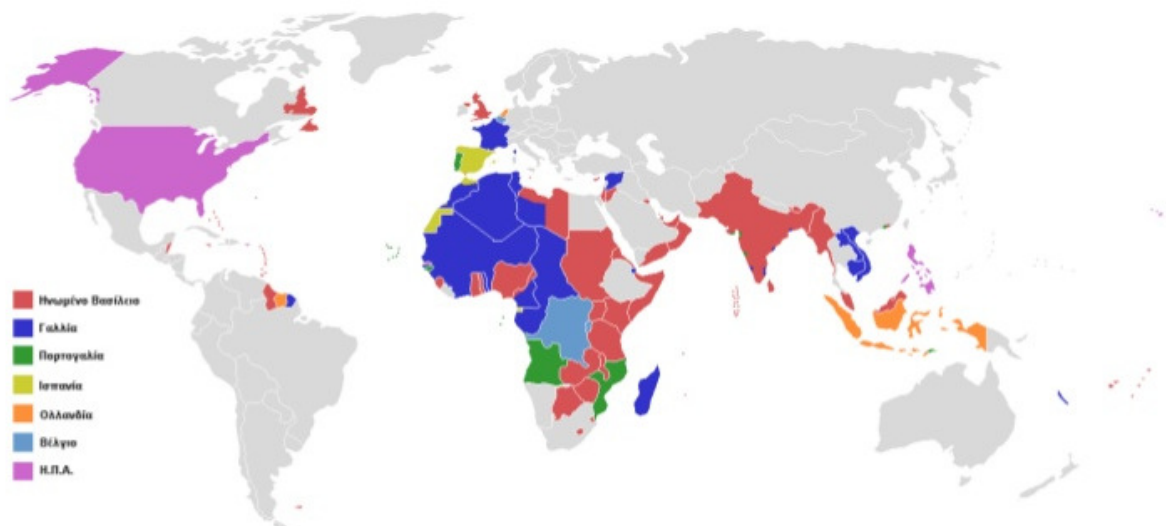 Ηνωμένο Βασίλειο
Γαλλία
Πορτογαλία
Ισπανία
Ολλανδία
Βέλγιο
Η.Π.Α.